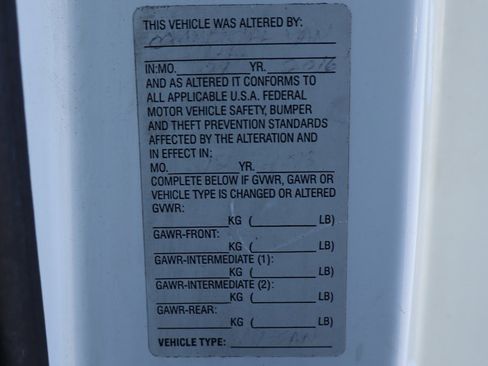 THIS VEHICLE WAS ALTERED BY:
IN:MO. YR. 2016
AND AS ALTERED IT CONFORMS TO
ALL APPLICABLE U.S.A. FEDERAL
MOTOR VEHICLE SAFETY, BUMPER
AND THEFT PREVENTION STANDARDS
AFFECTED BY THE ALTERATION AND
IN EFFECT IN:
MO. YR.
COMPLETE BELOW IF GVWR, GAWR OR
VEHICLE TYPE IS CHANGED OR ALTERED
GVWR:
KG ( LB)
GAWR-FRONT:
KG ( LB)
GAWR-INTERMEDIATE (1):
KG ( LB)
GAWR-INTERMEDIATE (2):
KG ( LB)
GAWR-REAR:
KG ( LB)
VEHICLE TYPE: